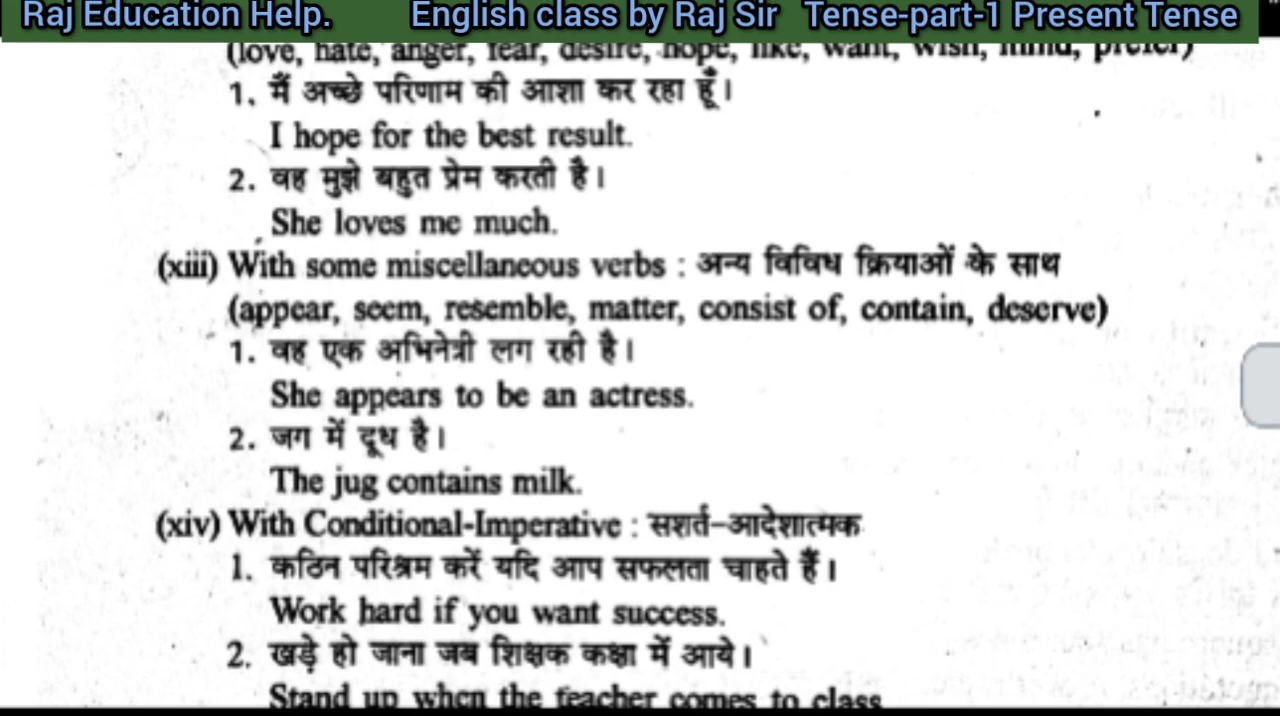 Raj Education Help. English class by Raj Sir Tense-part-1 Present Tense
(love, hate, anger, fear, desire, hope, like, want, wish, mind, prefer)
1. मैं अच्छे परिणाम की आशा कर रहा हूँ।
I hope for the best result.
2. वह मुझे बहुत प्रेम करती है।
She loves me much.
(xiii) With some miscellaneous verbs : अन्य विविध क्रियाओं के साथ
(appear, seem, resemble, matter, consist of, contain, deserve)
1. वह एक अभिनेत्री लग रही है।
She appears to be an actress.
2. जग में दूध है।
The jug contains milk.
(xiv) With Conditional-Imperative : सशर्त-आदेशात्मक
1. कठिन परिश्रम करें यदि आप सफलता चाहते हैं।
Work hard if you want success.
2. खड़े हो जाना जब शिक्षक कक्षा में आये।
Stand up when the teacher comes to class